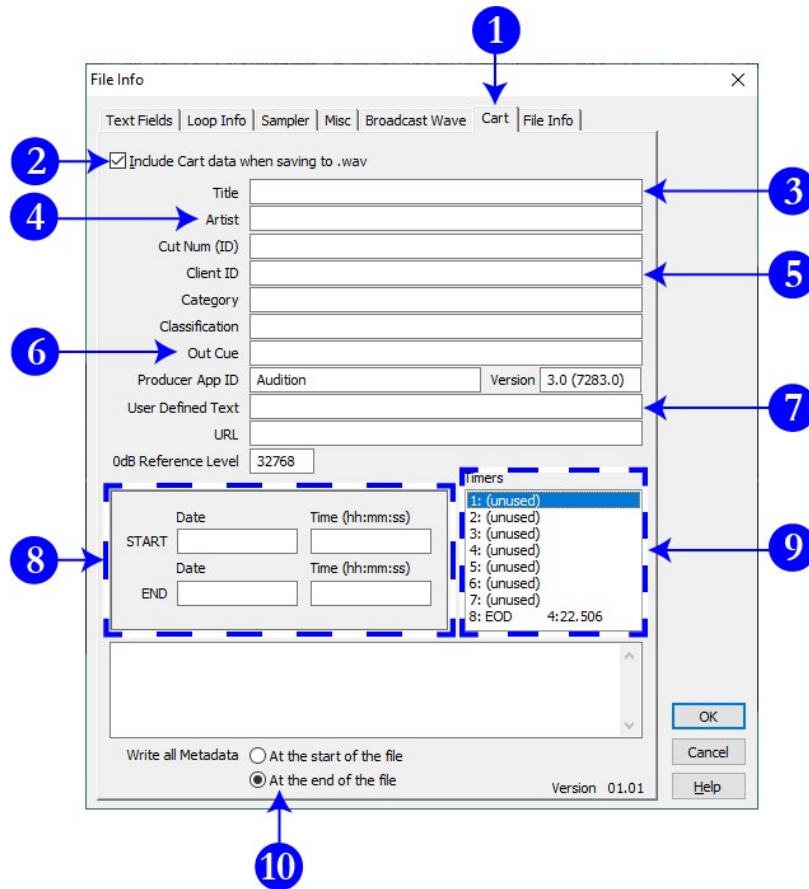 1
File Info
Text Fields Loop Info Sampler Misc Broadcast Wave Cart File Info
2 Include Cart data when saving to .wav
Title 3
4 Artist
Cut Num (ID)
Client ID 5
Category
Classification
6 Out Cue
Producer App ID Audition Version 3.0 (7283.0)
User Defined Text 7
URL
0dB Reference Level 32768
Timers
1: (unused)
2: (unused)
3: (unused)
4: (unused)
5: (unused)
6: (unused)
7: (unused)
8: EOD 4:22.506
9
Date Time (hh:mm:ss)
START
8
Date Time (hh:mm:ss)
END
OK
Write all Metadata At the start of the file
Cancel
At the end of the file
Version 01.01
Help
10